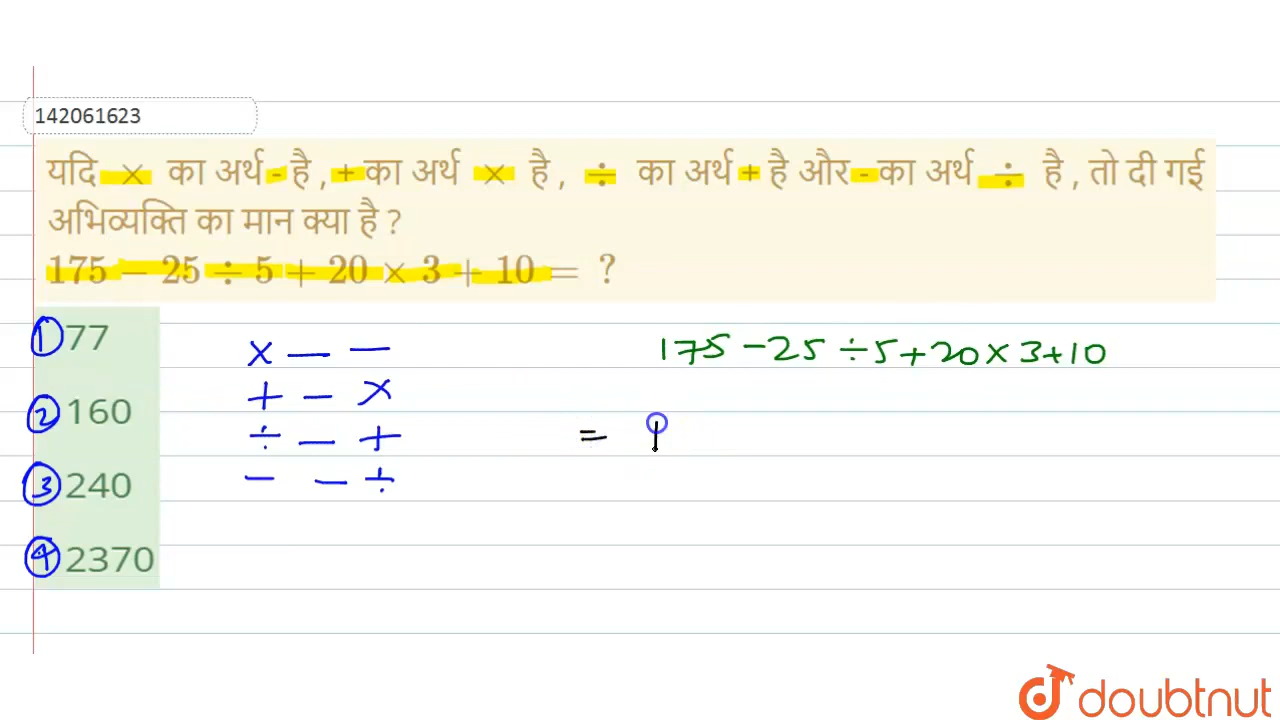 142061623
यदि × का अर्थ - है , + का अर्थ × है , ÷ का अर्थ + है और - का अर्थ ÷ है , तो दी गई
अभिव्यक्ति का मान क्या है ?
175 − 25 ÷ 5 + 20 × 3 + 10 = ?
① 77
② 160
③ 240
④ 2370
× — −
+ — ×
÷ — +
− — ÷
175 − 25 ÷ 5 + 20 × 3 + 10
=
doubtnut